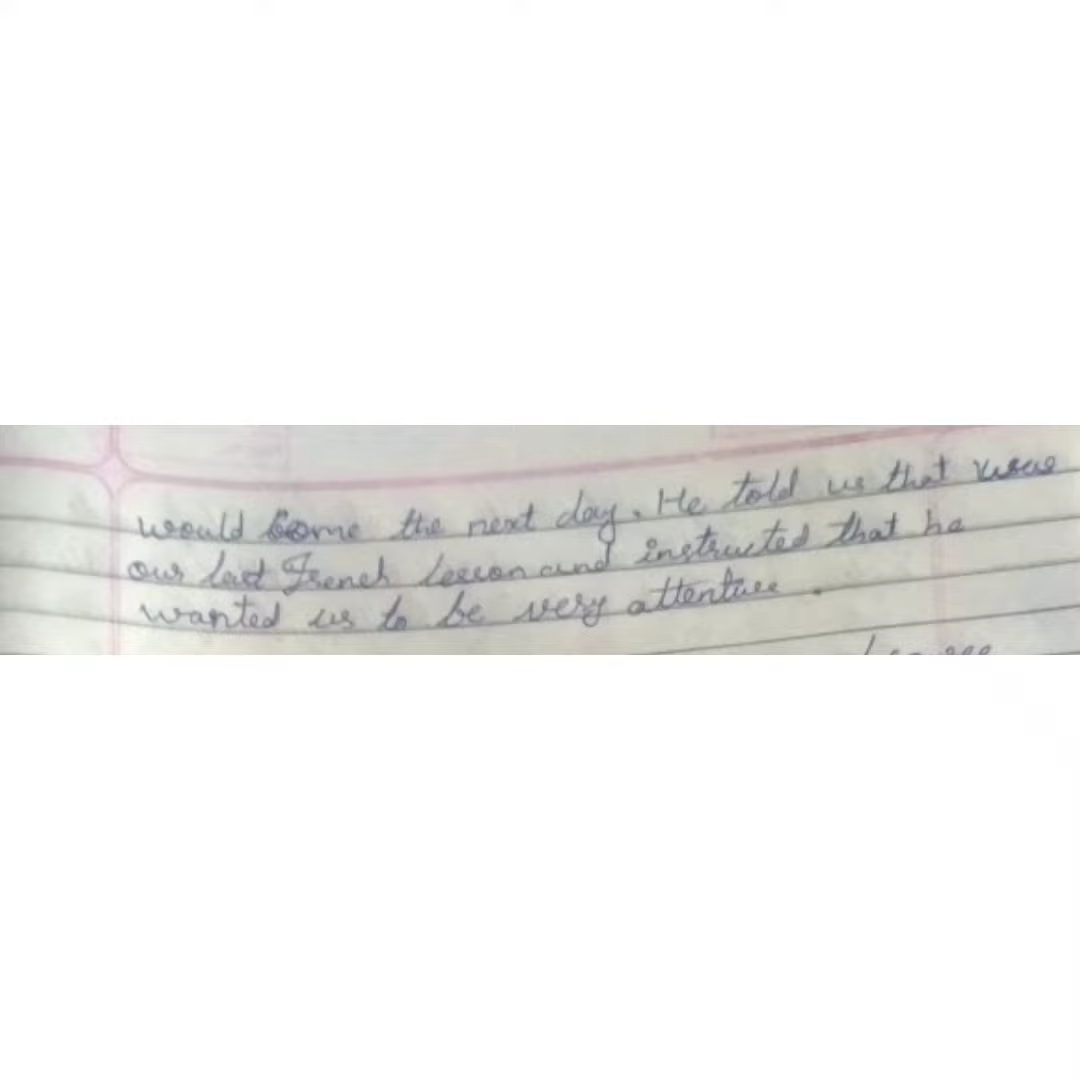 would come the next day. He told us that was
our last French lesson and instructed that he
wanted us to be very attentive.